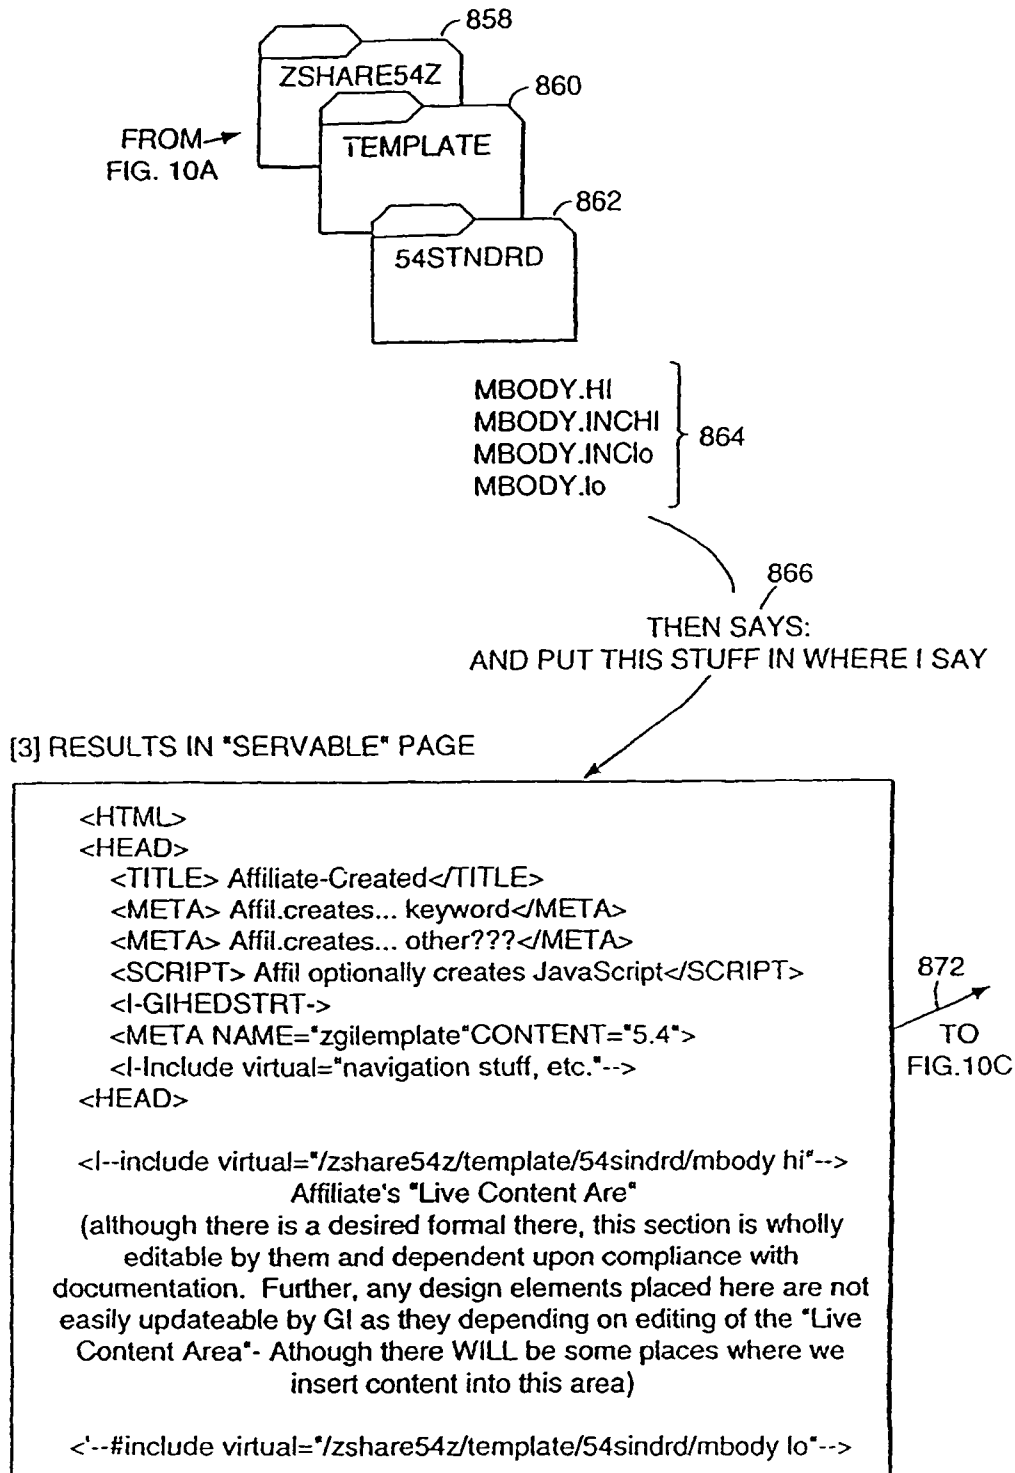 858
ZSHARE54Z
860
FROM
FIG. 10A
TEMPLATE
862
54STNDRD
MBODY.HI
MBODY.INCHI
MBODY.INClo
MBODY.lo
864
866
THEN SAYS:
AND PUT THIS STUFF IN WHERE I SAY
[3] RESULTS IN "SERVABLE" PAGE
<HTML>
<HEAD>
<TITLE> Affiliate-Created</TITLE>
<META> Affil.creates... keyword</META>
<META> Affil.creates... other???</META>
<SCRIPT> Affil optionally creates JavaScript</SCRIPT>
<I-GIHEDSTRT->
<META NAME="zgilemplate"CONTENT="5.4">
<I-Include virtual="navigation stuff, etc."-->
<HEAD>
872
TO
FIG.10C
<I--include virtual="/zshare54z/template/54sindrd/mbody hi"-->
Affiliate's "Live Content Are"
(although there is a desired formal there, this section is wholly
editable by them and dependent upon compliance with
documentation. Further, any design elements placed here are not
easily updateable by GI as they depending on editing of the "Live
Content Area"- Athough there WILL be some places where we
insert content into this area)
<'--#include virtual="/zshare54z/template/54sindrd/mbody lo"-->